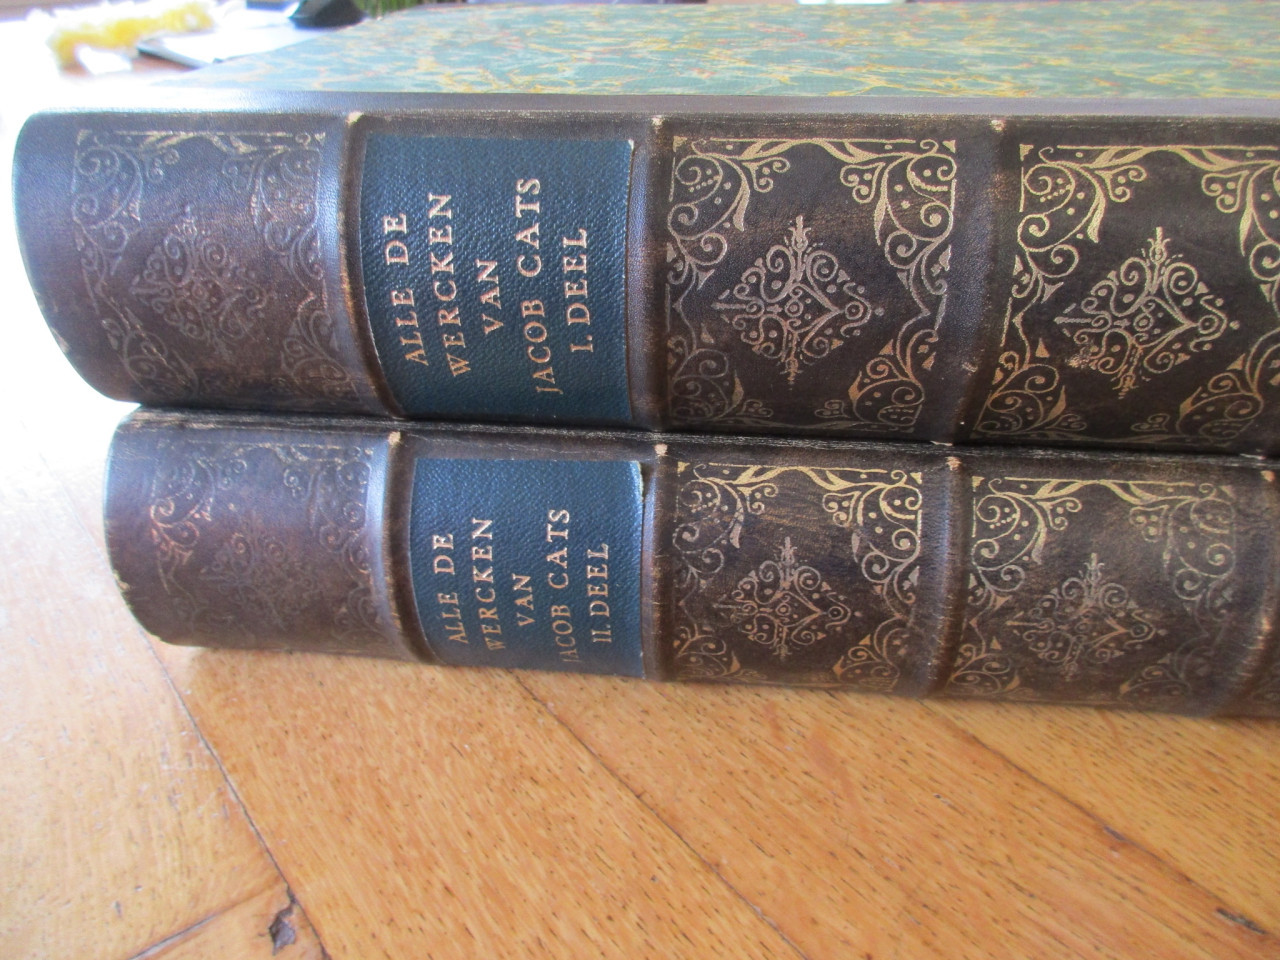 ALLE DE
WERCKEN
VAN
JACOB CATS
I. DEEL
ALLE DE
WERCKEN
VAN
JACOB CATS
II. DEEL